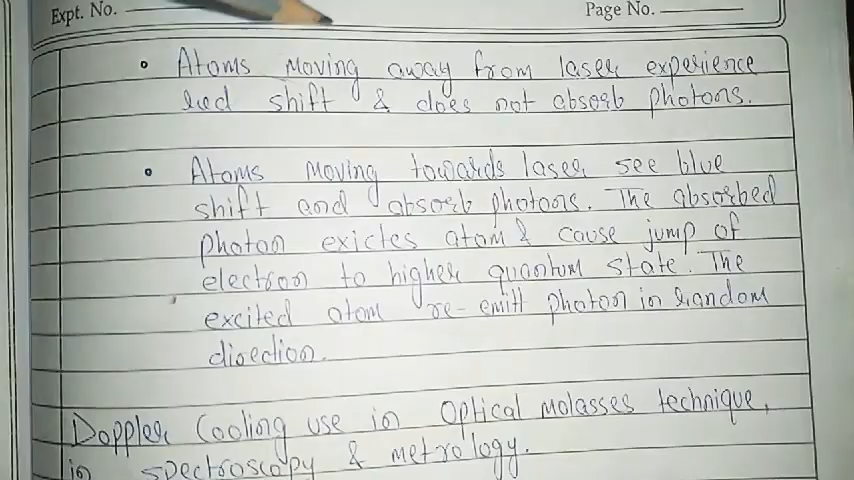 Expt. No.
Page No.
Atoms moving away from laser experience
red shift & does not absorb photons.
Atoms moving towards laser see blue
shift and absorb photons. The absorbed
photon exictes atom & cause jump of
electron to higher quantum state. The
excited atom re-emitt photon in random
direction.
Doppler Cooling use in Optical Molasses technique,
in spectroscopy & metrology.